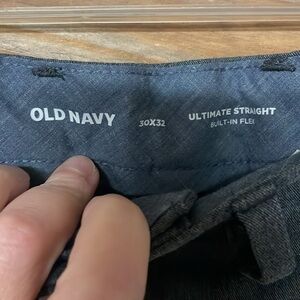 OLD NAVY
30X32
ULTIMATE STRAIGHT
BUILT-IN FLEX